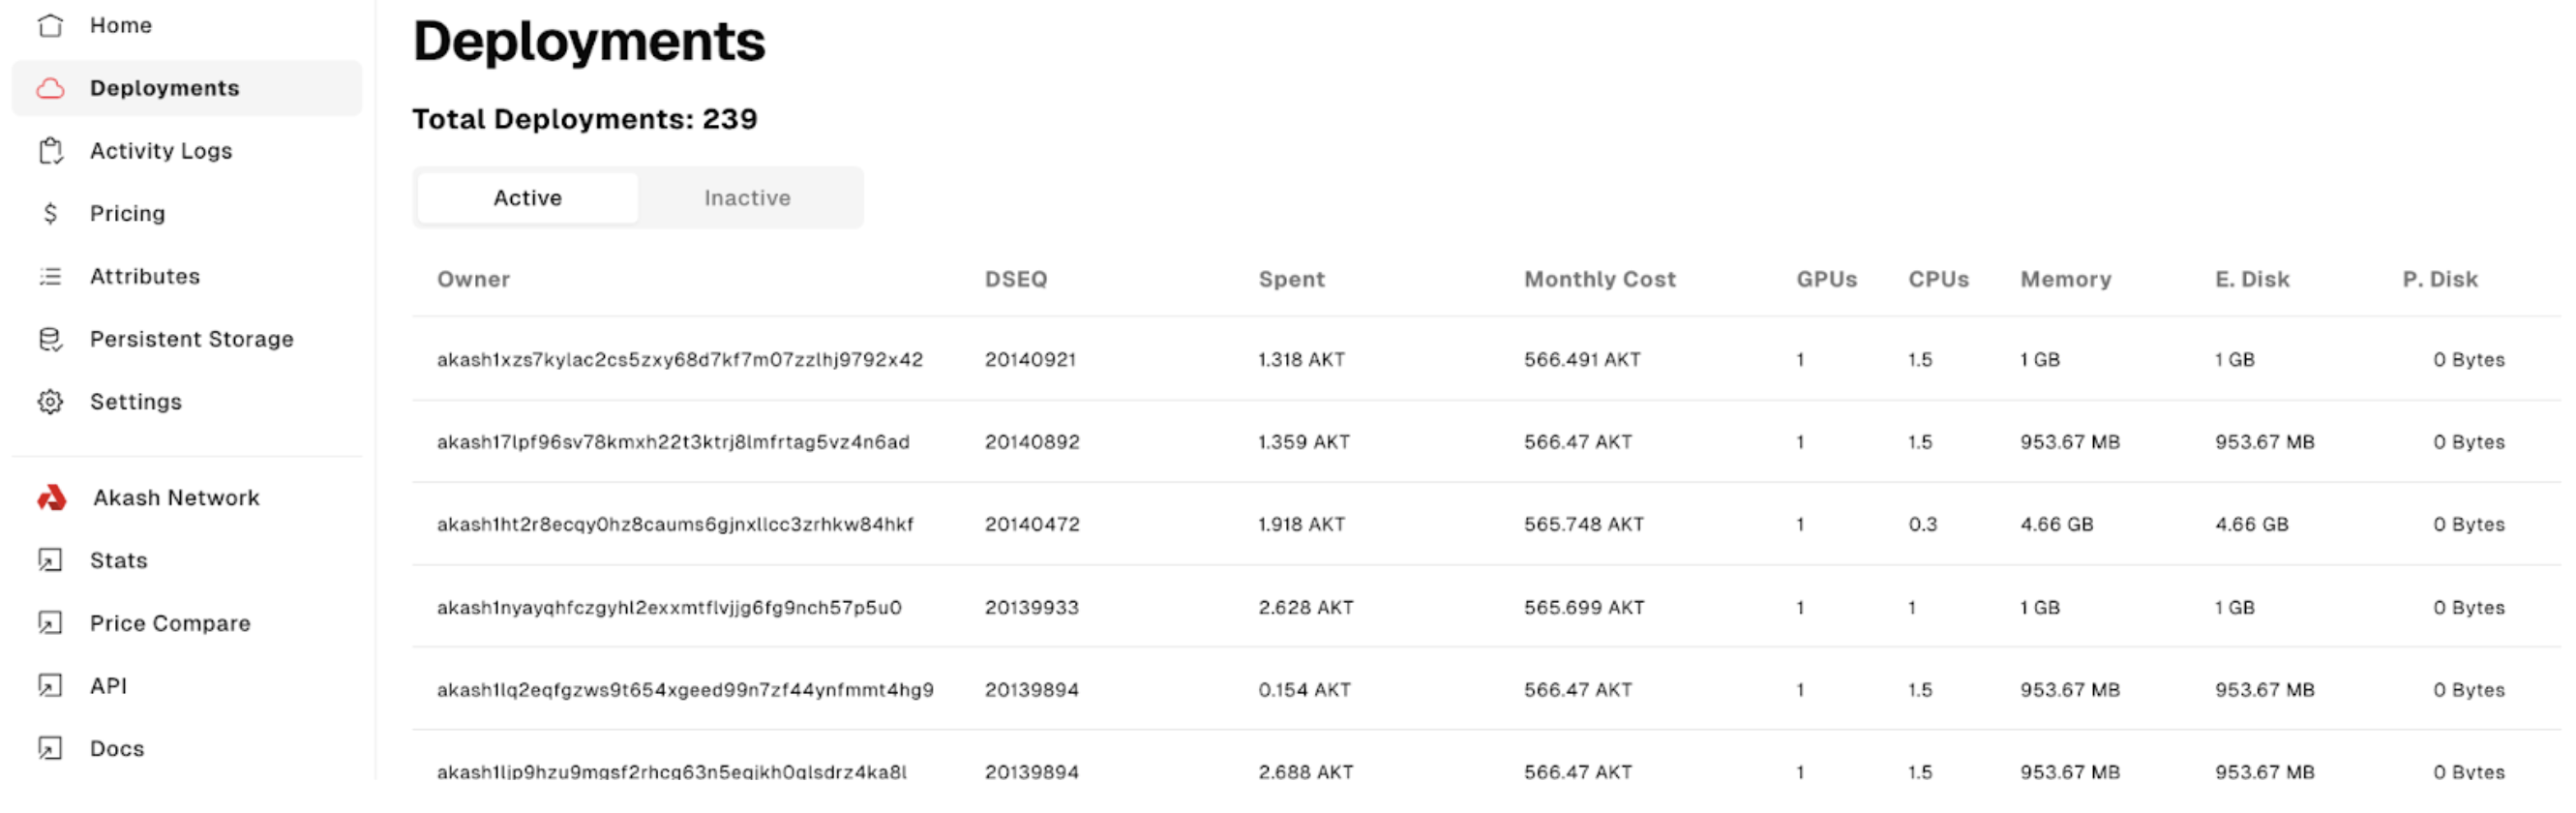 Home
Deployments
Activity Logs
Pricing
Attributes
Persistent Storage
Settings
Akash Network
Stats
Price Compare
API
Docs
Deployments
Total Deployments: 239
Active Inactive
Owner DSEQ Spent Monthly Cost GPUs CPUs Memory E. Disk P. Disk
akash1xzs7kylac2cs5zxy68d7kf7m07zzlhj9792x42 20140921 1.318 AKT 566.491 AKT 1 1.5 1 GB 1 GB 0 Bytes
akash17lpf96sv78kmxh22t3ktrj8lmfrtag5vz4n6ad 20140892 1.359 AKT 566.47 AKT 1 1.5 953.67 MB 953.67 MB 0 Bytes
akash1ht2r8ecqy0hz8caums6gjnxllcc3zrhkw84hkf 20140472 1.918 AKT 565.748 AKT 1 0.3 4.66 GB 4.66 GB 0 Bytes
akash1nyayqhfczgyhl2exxmtflvjjg6fg9nch57p5u0 20139933 2.628 AKT 565.699 AKT 1 1 1 GB 1 GB 0 Bytes
akash1lq2eqfgzws9t654xgeed99n7zf44ynfmmt4hg9 20139894 0.154 AKT 566.47 AKT 1 1.5 953.67 MB 953.67 MB 0 Bytes
akash1ljp9hzu9mgsf2rhcg63n5eqjkh0qlsdrz4ka8l 20139894 2.688 AKT 566.47 AKT 1 1.5 953.67 MB 953.67 MB 0 Bytes